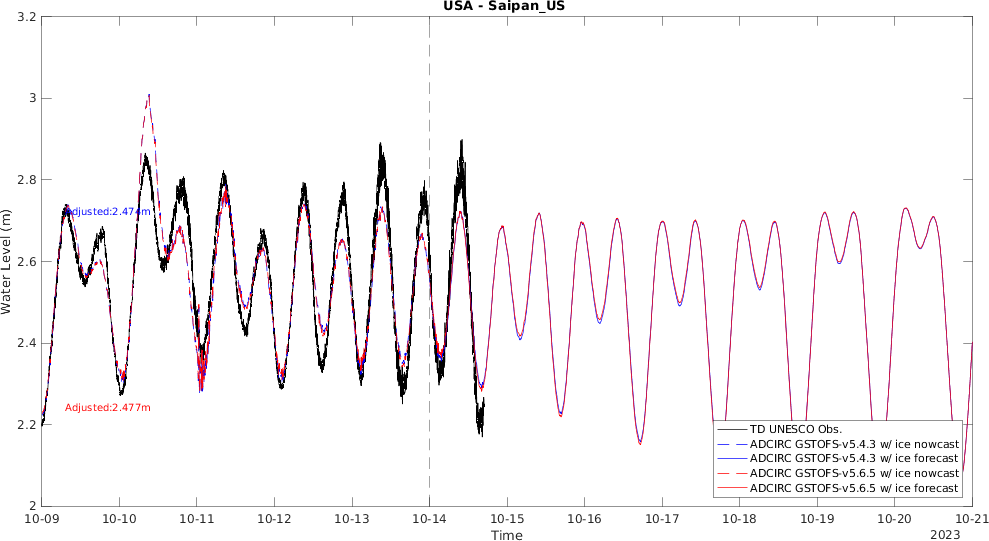 USA - Saipan_US
3.2
3
2.8
2.6
2.4
2.2
2
Water Level (m)
Adjusted:2.474m
Adjusted:2.477m
TD UNESCO Obs.
ADCIRC GSTOFS-v5.4.3 w/ ice nowcast
ADCIRC GSTOFS-v5.4.3 w/ ice forecast
ADCIRC GSTOFS-v5.6.5 w/ ice nowcast
ADCIRC GSTOFS-v5.6.5 w/ ice forecast
10-09 10-10 10-11 10-12 10-13 10-14 10-15 10-16 10-17 10-18 10-19 10-20 10-21
Time
2023